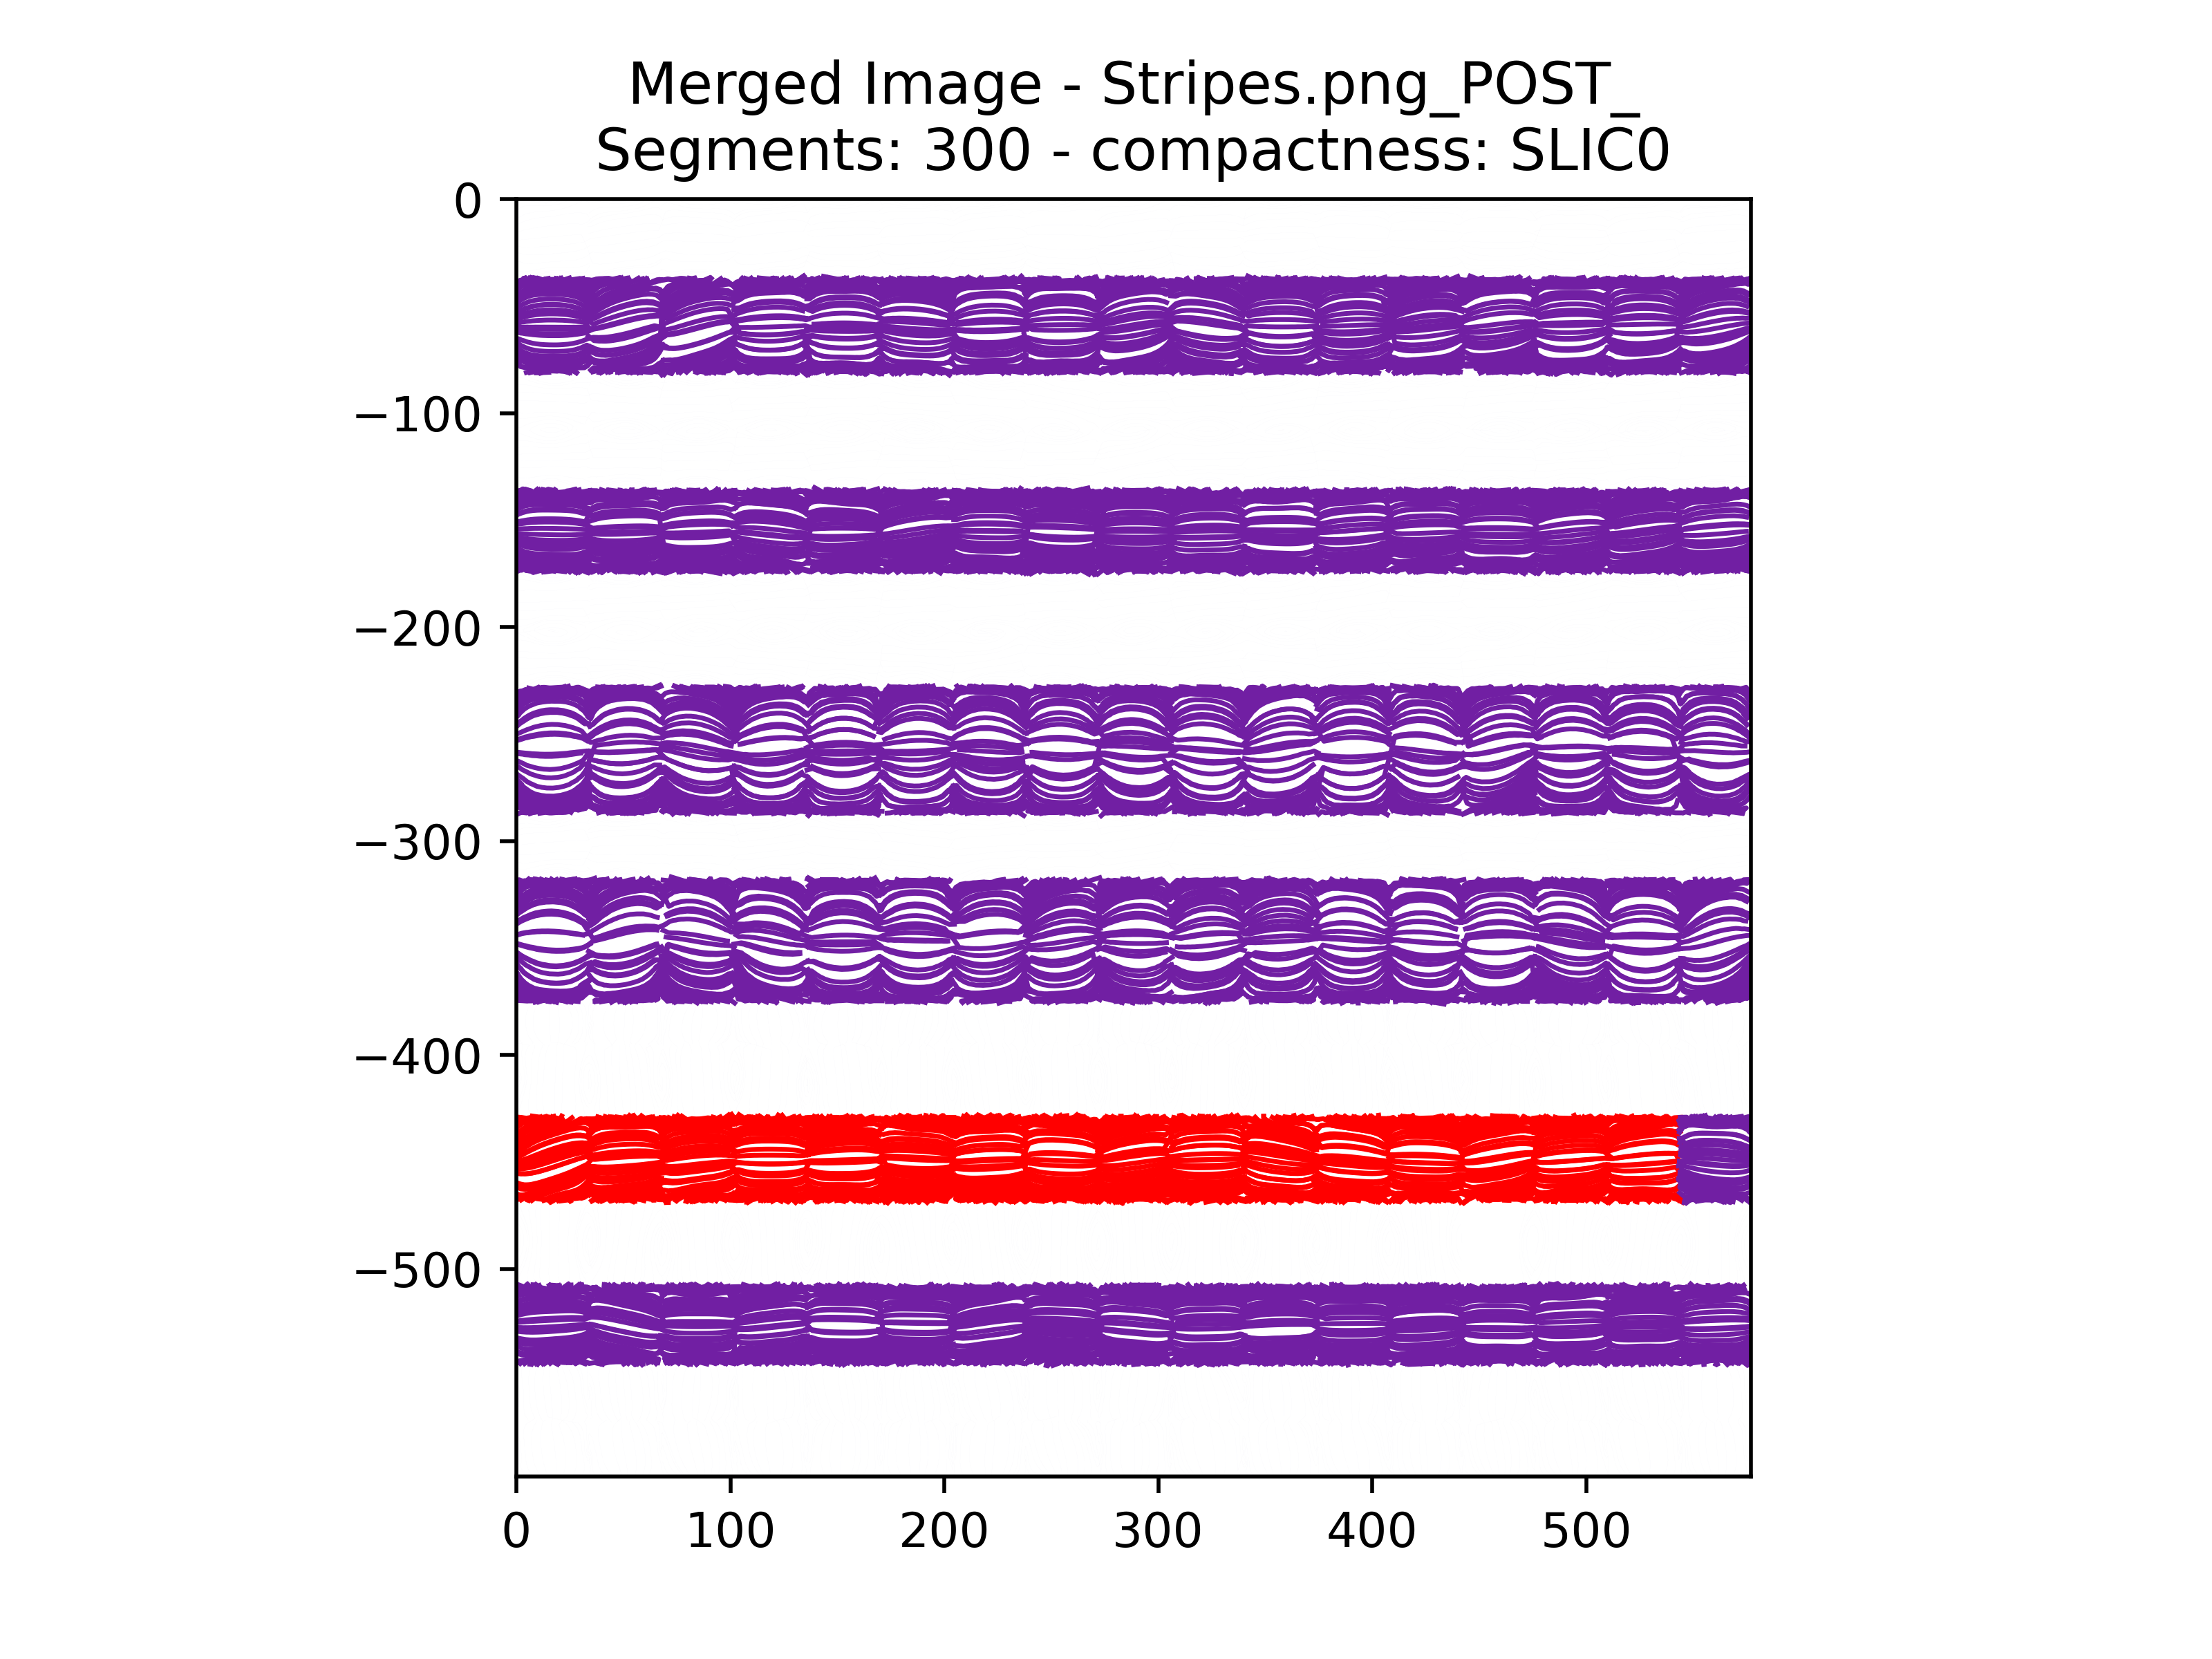 Merged Image - Stripes.png_POST_
Segments: 300 - compactness: SLIC0
0
−100
−200
−300
−400
−500
0 100 200 300 400 500